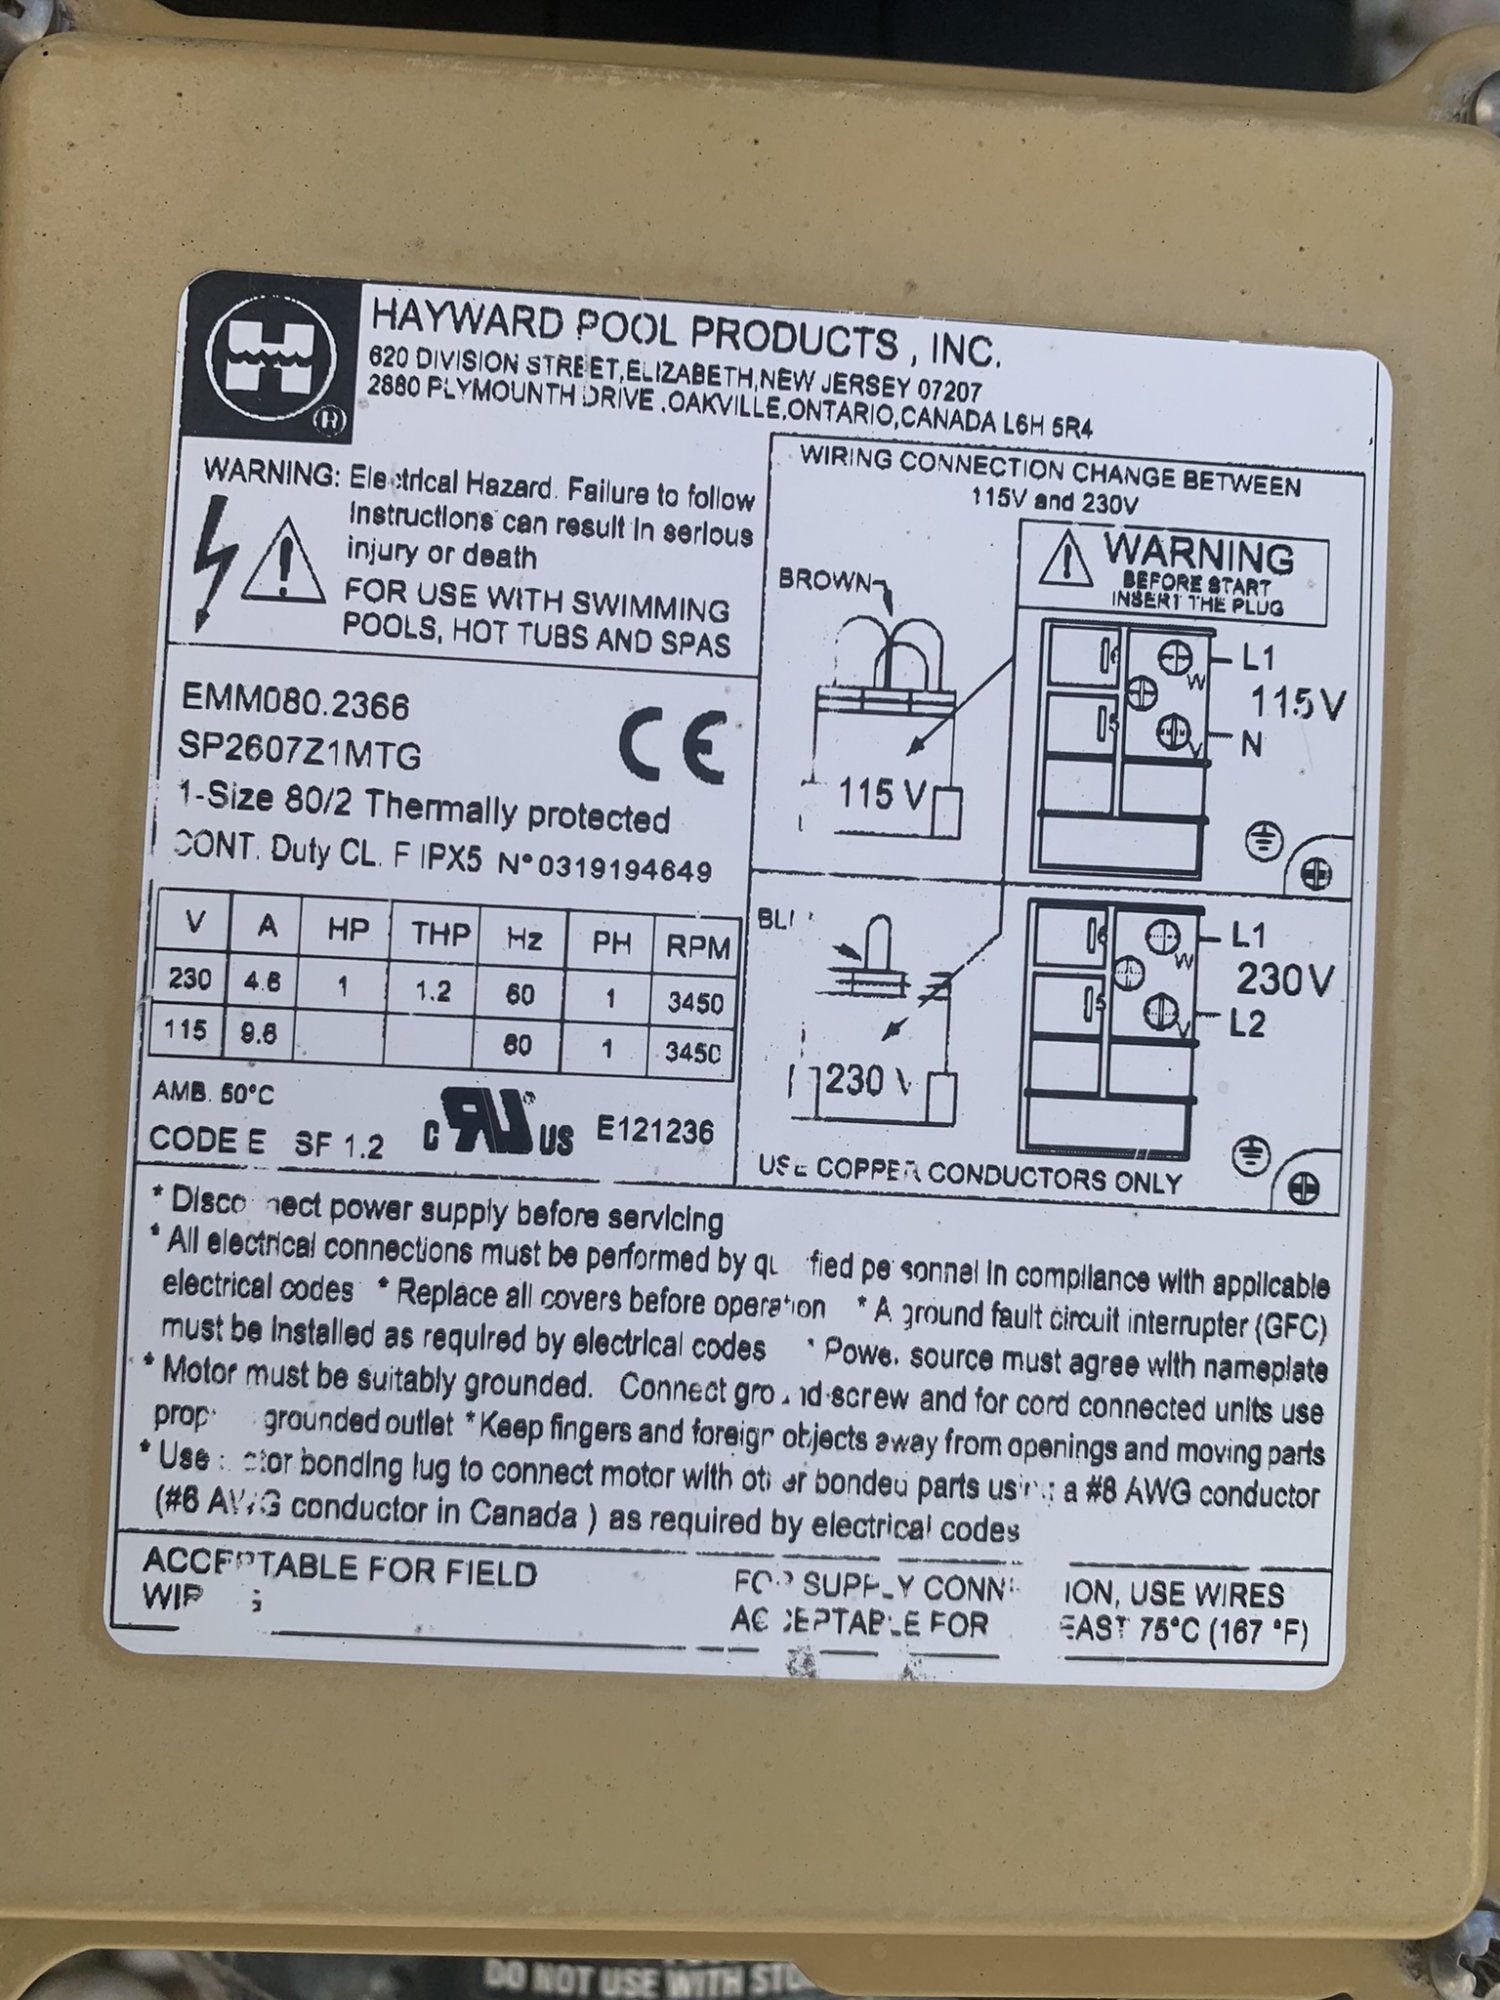 HAYWARD POOL PRODUCTS , INC.
620 DIVISION STREET,ELIZABETH,NEW JERSEY 07207
2880 PLYMOUNTH DRIVE .OAKVILLE,ONTARIO,CANADA L6H 5R4
WARNING: Electrical Hazard. Failure to follow
Instructions can result in serious
injury or death
FOR USE WITH SWIMMING
POOLS, HOT TUBS AND SPAS
EMM080.2366
SP2607Z1MTG
CE
1-Size 80/2 Thermally protected
CONT. Duty CL. F IPX5 N° 0319194649
V A HP THP Hz PH RPM
230 4.8 1 1.2 60 1 3450
115 9.6 60 1 3450
AMB. 50°C
CODE E SF 1.2 C US E121236
WIRING CONNECTION CHANGE BETWEEN
115V and 230V
WARNING
BEFORE START
INSERT THE PLUG
BROWN
115 V
6
5
W
V
L1
115V
N
230 V
6
5
W
V
L1
230V
L2
USE COPPER CONDUCTORS ONLY
* Disconnect power supply before servicing
* All electrical connections must be performed by qualified personnel in compliance with applicable
electrical codes * Replace all covers before operation * A ground fault circuit interrupter (GFC)
must be installed as required by electrical codes * Power source must agree with nameplate
* Motor must be suitably grounded. Connect ground screw and for cord connected units use
grounded outlet * Keep fingers and foreign objects away from openings and moving parts
* Use motor bonding lug to connect motor with other bonded parts using a #8 AWG conductor
(#6 AWG conductor in Canada ) as required by electrical codes
ACCEPTABLE FOR FIELD
FOR SUPPLY CONNECTION, USE WIRES
ACCEPTABLE FOR 75°C (167 °F)
DO NOT USE WITH